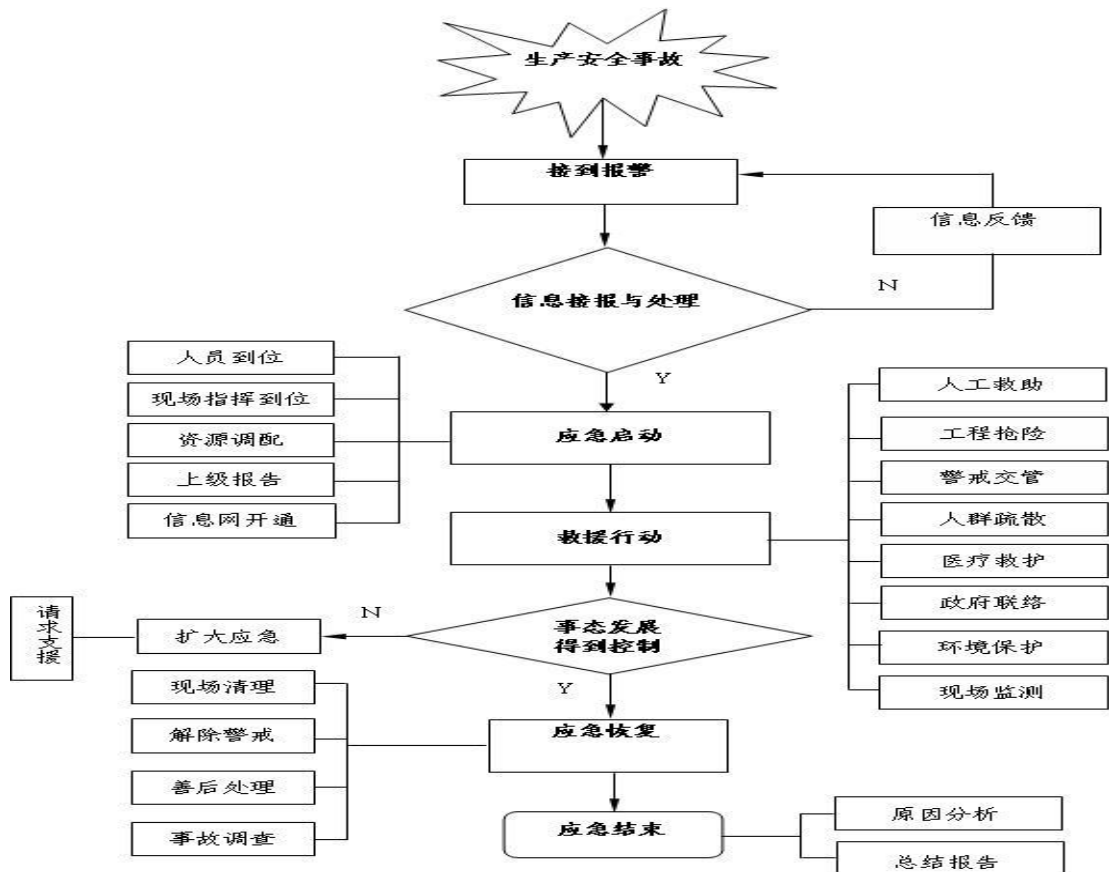 生产安全事故
接到报警
信息反馈
信息接报与处理
N
Y
人员到位
现场指挥到位
资源调配
上级报告
信息网开通
应急启动
人工救助
工程抢险
警戒交管
人群疏散
医疗救护
政府联络
环境保护
现场监测
救援行动
事态发展
得到控制
N
扩大应急
请求支援
Y
现场清理
解除警戒
善后处理
事故调查
应急恢复
应急结束
原因分析
总结报告